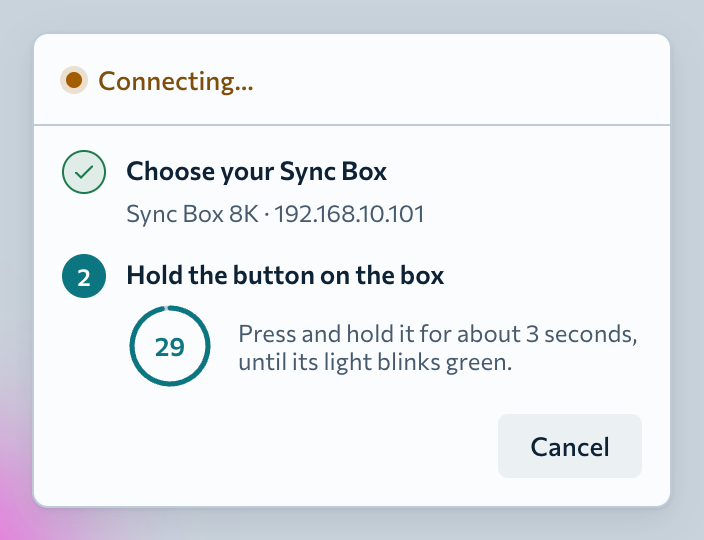 Connecting...
Choose your Sync Box
Sync Box 8K · 192.168.10.101
2
Hold the button on the box
29
Press and hold it for about 3 seconds,
until its light blinks green.
Cancel